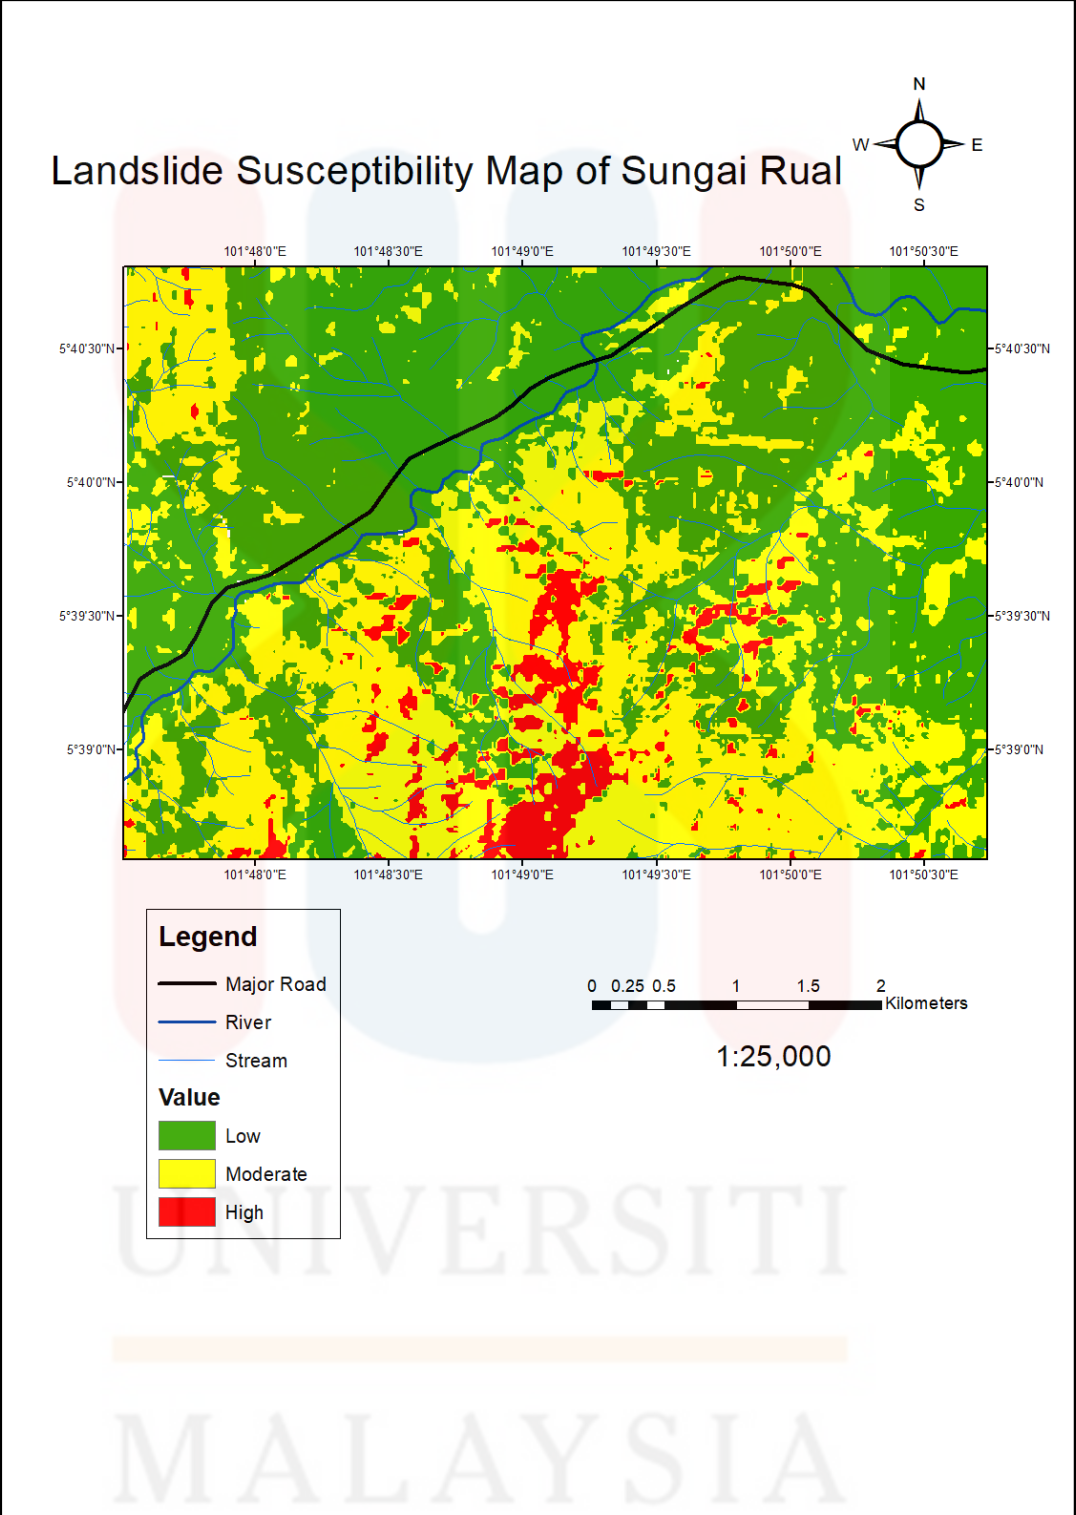 N
W E
S
Landslide Susceptibility Map of Sungai Rual
101°48'0"E 101°48'30"E 101°49'0"E 101°49'30"E 101°50'0"E 101°50'30"E
5°40'30"N 5°40'30"N
5°40'0"N 5°40'0"N
5°39'30"N 5°39'30"N
5°39'0"N 5°39'0"N
101°48'0"E 101°48'30"E 101°49'0"E 101°49'30"E 101°50'0"E 101°50'30"E
Legend
Major Road
River
Stream
Value
Low
Moderate
High
0 0.25 0.5 1 1.5 2
Kilometers
1:25,000
UNIVERSITI
MALAYSIA